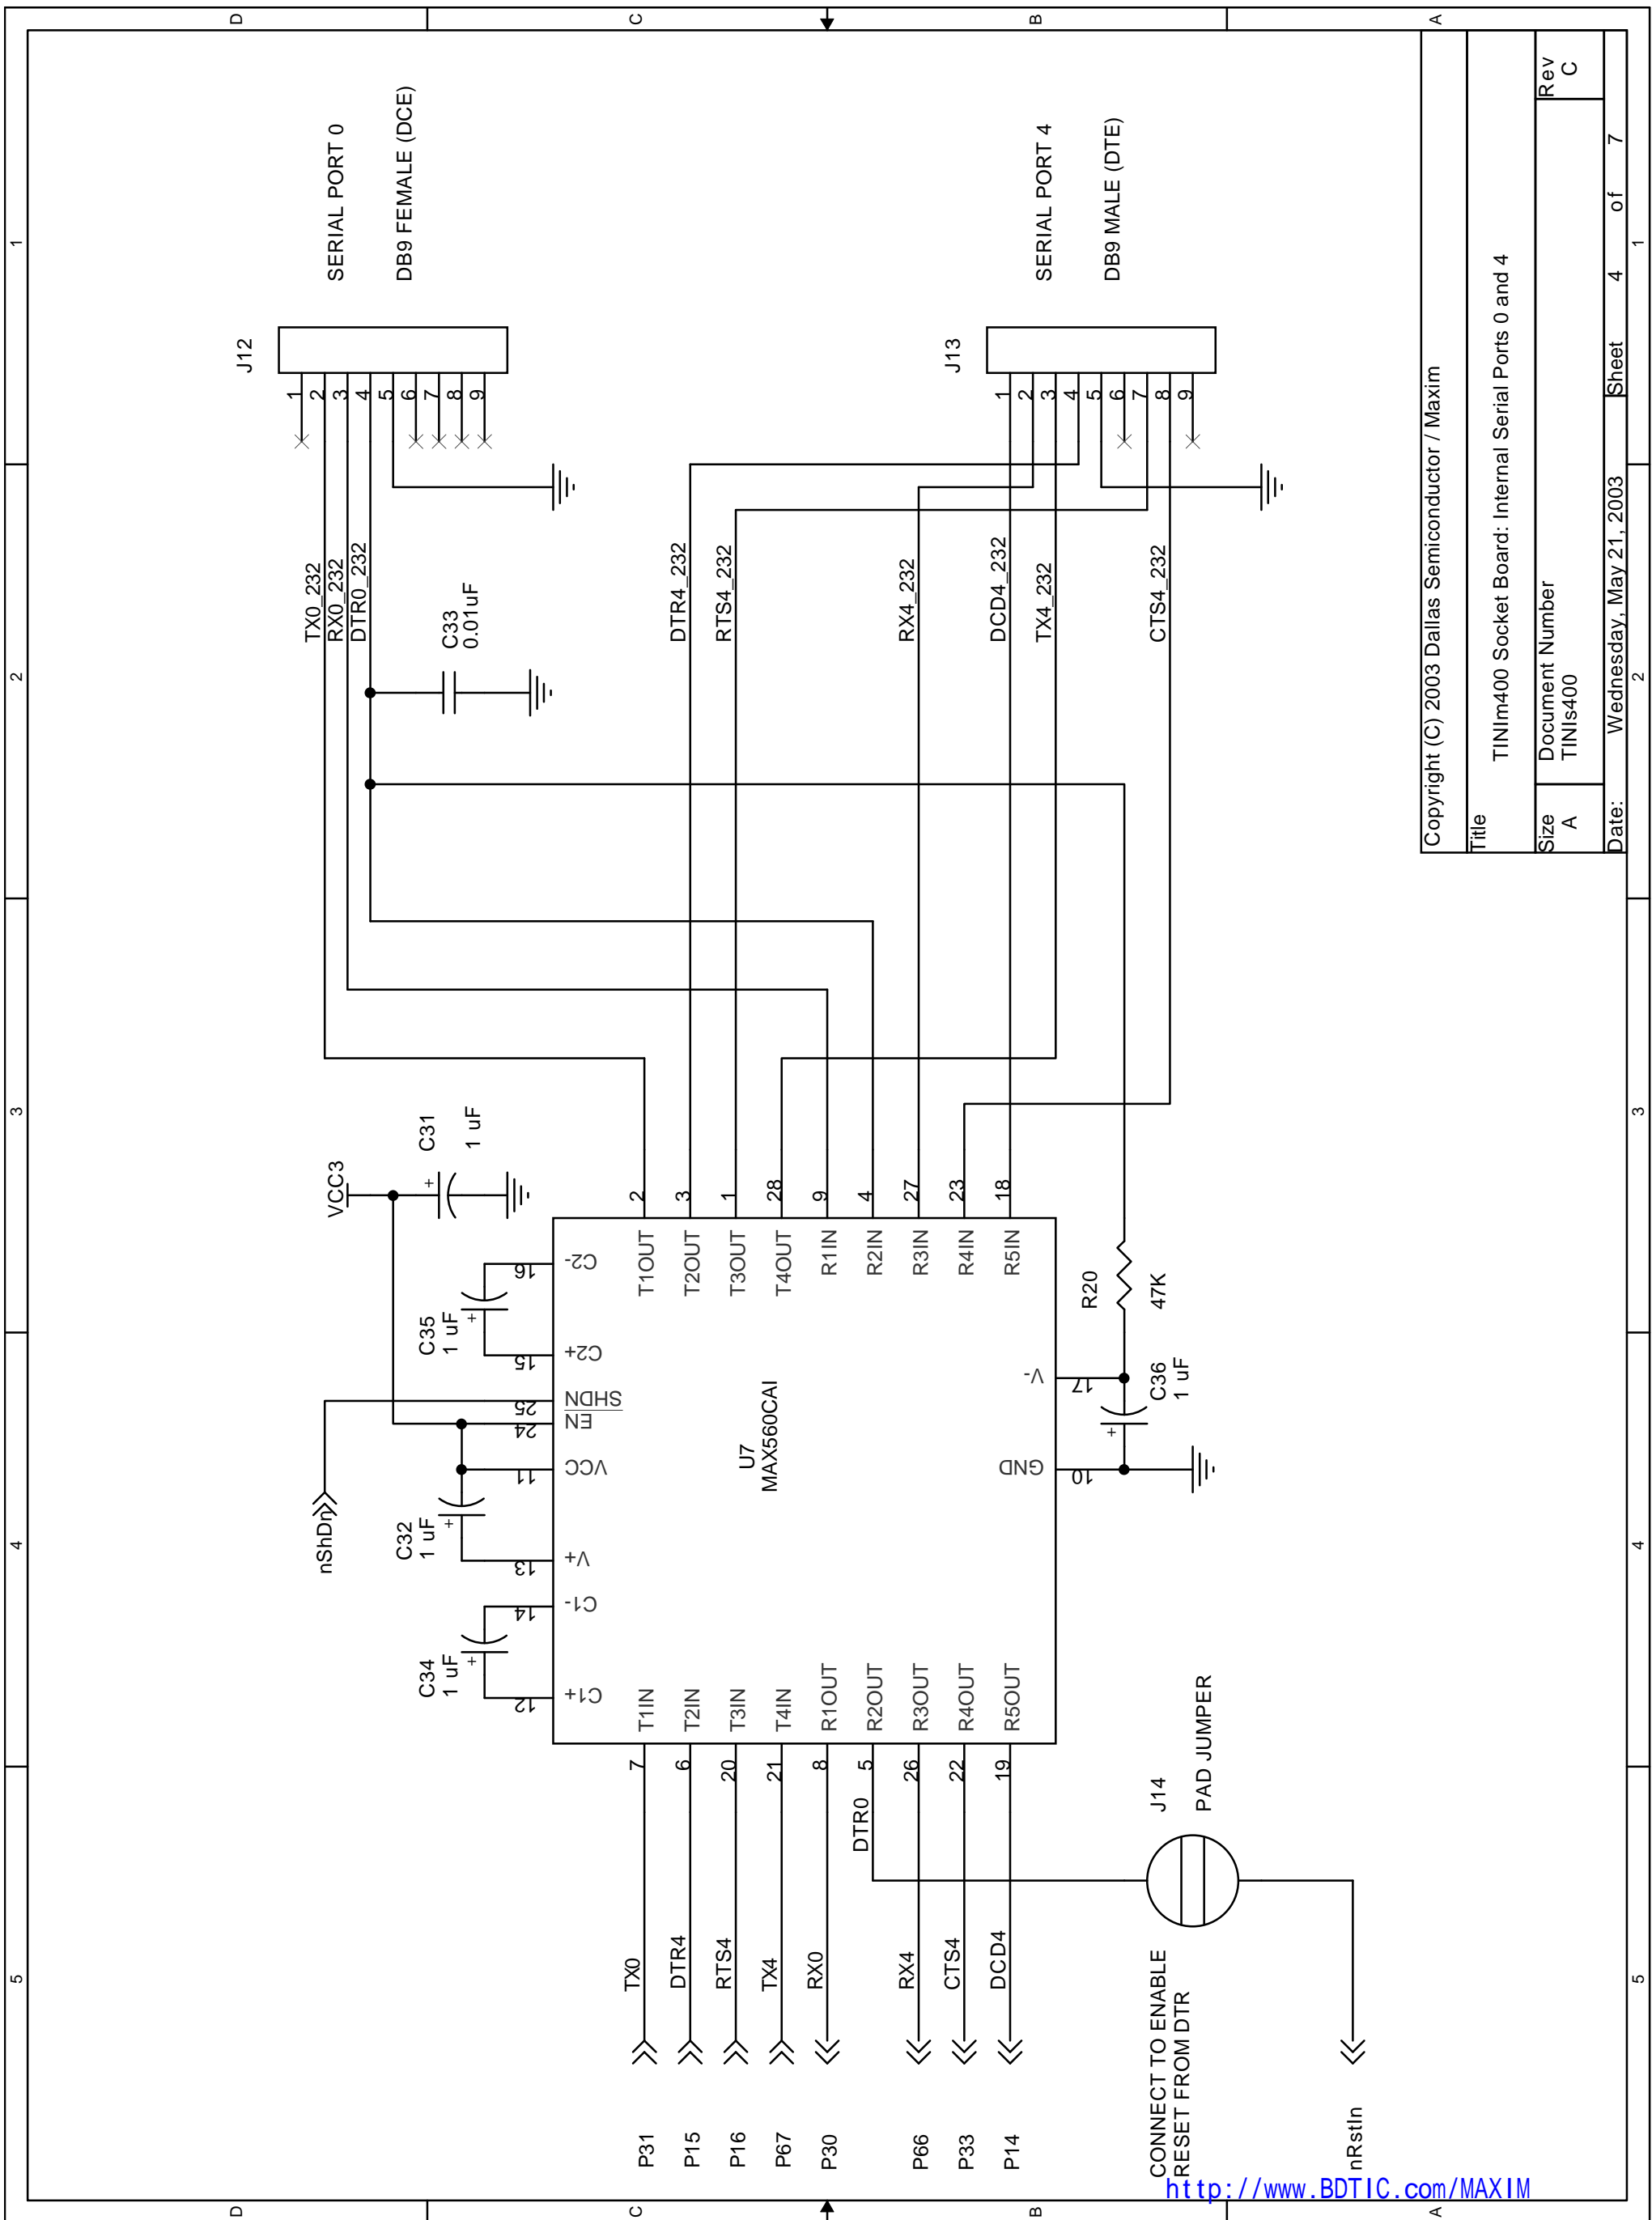 5
4
3
2
1
D
D
SERIAL PORT 0
DB9 FEMALE (DCE)
J12
1
2
3
4
5
6
7
8
9
TX0_232
RX0_232
DTR0_232
C33
0.01uF
VCC3
C31
1 uF
+
nShDn
C34
1 uF
+
C32
1 uF
+
C35
1 uF
+
12
14
13
11
24
25
15
16
C1+
C1-
V+
VCC
EN
SHDN
C2+
C2-
C
C
P31
TX0
7
T1IN
T1OUT
2
P15
DTR4
6
T2IN
T2OUT
3
DTR4_232
P16
RTS4
20
T3IN
T3OUT
1
RTS4_232
P67
TX4
21
T4IN
T4OUT
28
U7
MAX560CAI
P30
RX0
8
R1OUT
R1IN
9
DTR0
5
R2OUT
R2IN
4
P66
RX4
26
R3OUT
R3IN
27
RX4_232
P33
CTS4
22
R4OUT
R4IN
23
P14
DCD4
19
R5OUT
R5IN
18
DCD4_232
TX4_232
CTS4_232
GND
V-
10
17
C36
1 uF
+
R20
47K
B
B
J13
1
2
3
4
5
6
7
8
9
SERIAL PORT 4
DB9 MALE (DTE)
CONNECT TO ENABLE
RESET FROM DTR
J14
PAD JUMPER
nRstIn
A
A
Copyright (C) 2003 Dallas Semiconductor / Maxim
Title
TINIm400 Socket Board: Internal Serial Ports 0 and 4
Size
A
Document Number
TINIs400
Rev
C
Date:
Wednesday, May 21, 2003
Sheet
4
of
7
5
4
3
2
1
http://www.BDTIC.com/MAXIM